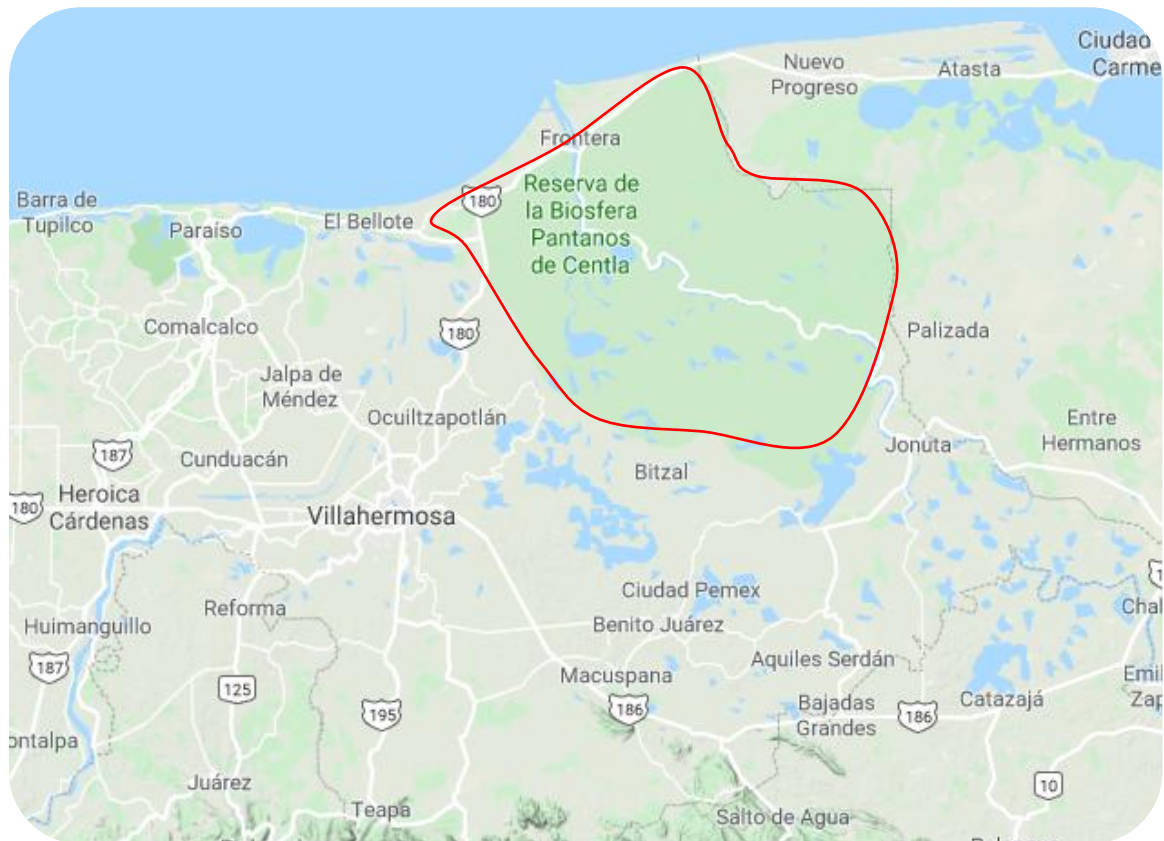 Ciudad
Carme
Nuevo
Progreso
Atasta
Frontera
Reserva de
la Biosfera
Pantanos
de Centla
180
Barra de
Tupilco
Paraíso
El Bellote
Comalcalco
180
Palizada
Jalpa de
Méndez
Ocuiltzapotlán
Entre
Hermanos
187
Cunduacán
Bitzal
Jonuta
180
Heroica
Cárdenas
Villahermosa
Ciudad Pemex
Reforma
Chal
Huimanguillo
Benito Juárez
187
125
195
Macuspana
Aquiles Serdán
186
Bajadas
Grandes
186
Catazajá
Emil
Zap
ontalpa
Juárez
10
Teapa
Salto de Agua